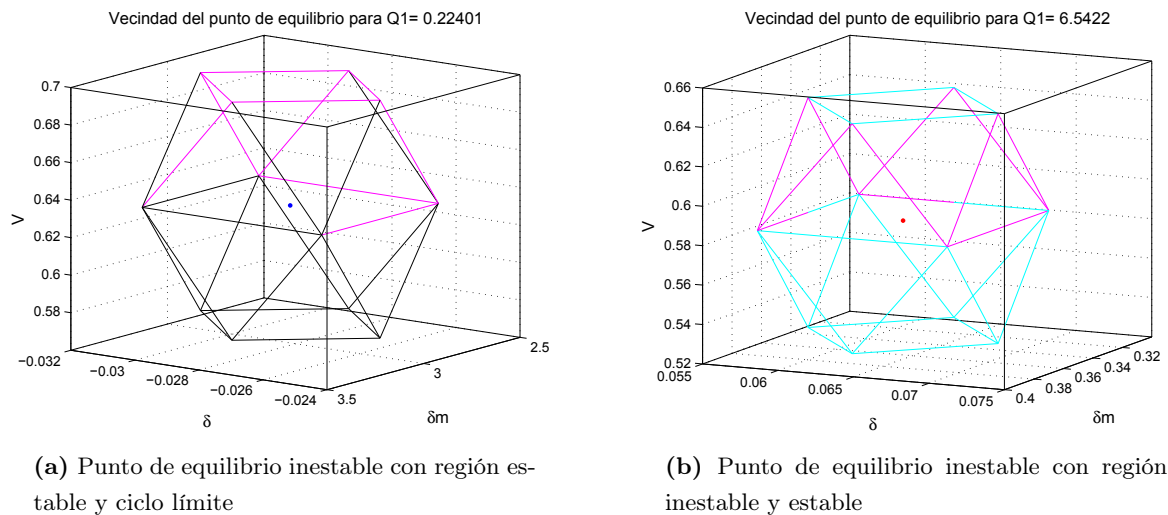 Vecindad del punto de equilibrio para Q1= 0.22401
0.7
0.68
0.66
0.64
0.62
0.6
0.58
V
−0.032
−0.03
−0.028
−0.026
−0.024
δ
3.5
3
2.5
δm
(a) Punto de equilibrio inestable con región es-
table y ciclo límite
Vecindad del punto de equilibrio para Q1= 6.5422
0.66
0.64
0.62
0.6
0.58
0.56
0.54
0.52
V
0.055
0.06
0.065
0.07
0.075
δ
0.4
0.38
0.36
0.34
0.32
δm
(b) Punto de equilibrio inestable con región
inestable y estable